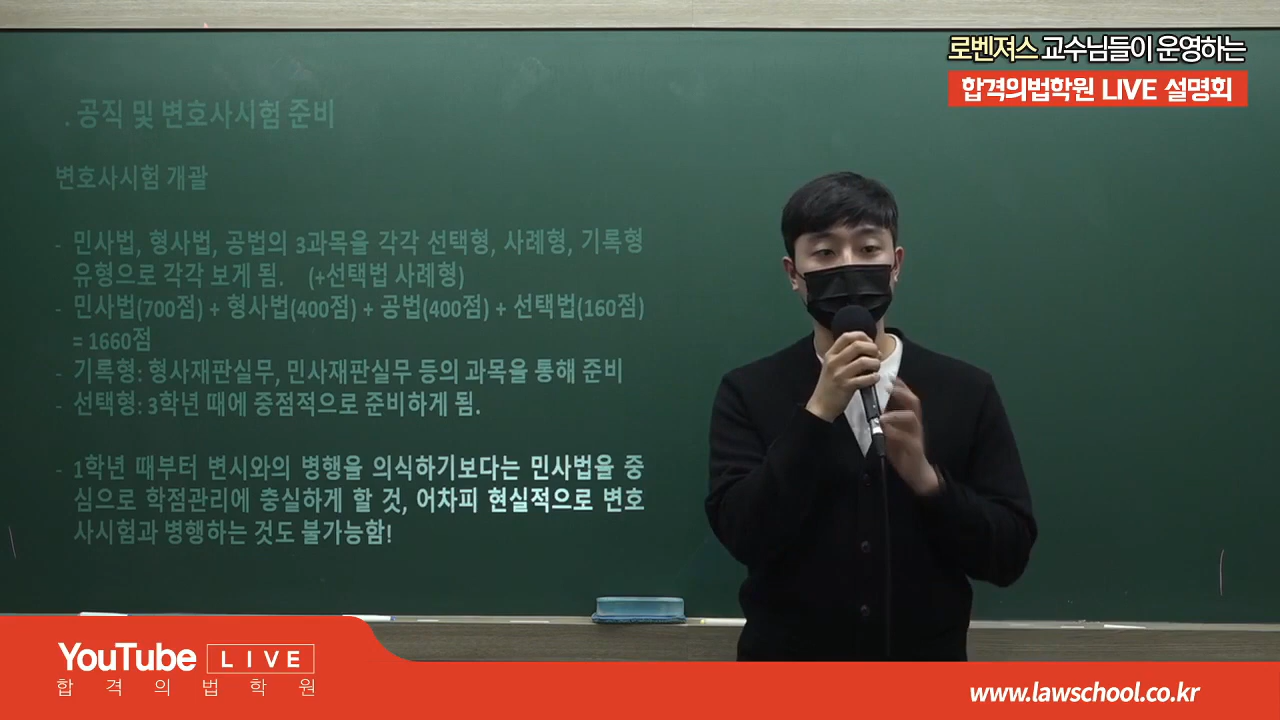 로벤져스 교수님들이 운영하는
합격의법학원 LIVE 설명회
. 공직 및 변호사시험 준비
변호사시험 개괄
- 민사법, 형사법, 공법의 3과목을 각각 선택형, 사례형, 기록형
유형으로 각각 보게 됨. (+선택법 사례형)
- 민사법(700점) + 형사법(400점) + 공법(400점) + 선택법(160점)
= 1660점
- 기록형: 형사재판실무, 민사재판실무 등의 과목을 통해 준비
- 선택형: 3학년 때에 중점적으로 준비하게 됨.
- 1학년 때부터 변시와의 병행을 의식하기보다는 민사법을 중
심으로 학점관리에 충실하게 할 것, 어차피 현실적으로 변호
사시험과 병행하는 것도 불가능함!
YouTube LIVE
합격의법학원
www.lawschool.co.kr